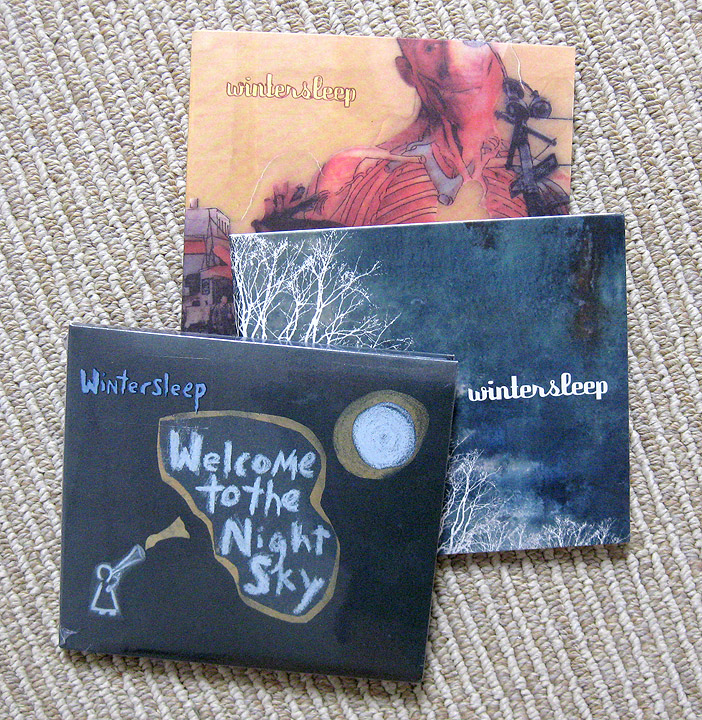 wintersleep
wintersleep
Wintersleep
Welcome
to the
Night
Sky